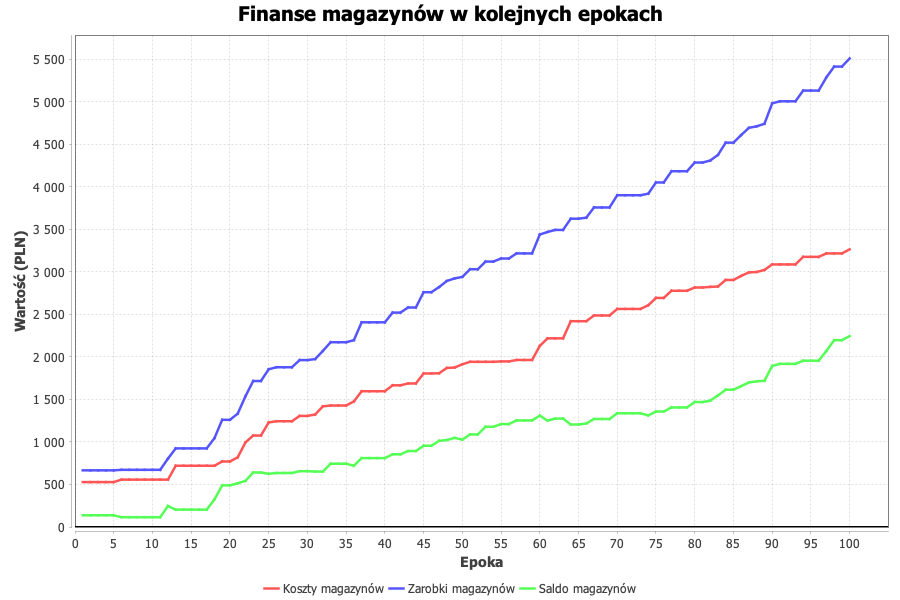 Finanse magazynów w kolejnych epokach
Wartość (PLN)
5 500
5 000
4 500
4 000
3 500
3 000
2 500
2 000
1 500
1 000
500
0
0 5 10 15 20 25 30 35 40 45 50 55 60 65 70 75 80 85 90 95 100
Epoka
Koszty magazynów Zarobki magazynów Saldo magazynów